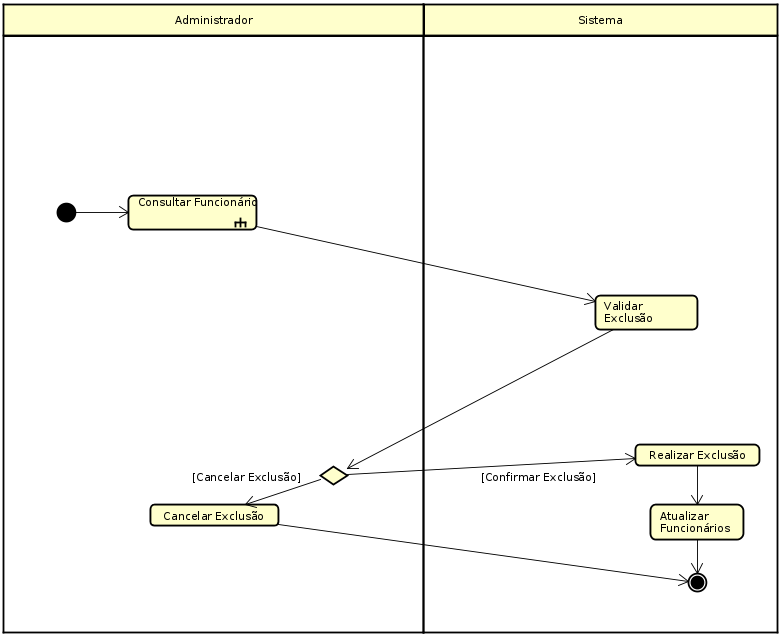 Administrador
Sistema
Consultar Funcionário
Validar
Exclusão
[Cancelar Exclusão]
[Confirmar Exclusão]
Realizar Exclusão
Cancelar Exclusão
Atualizar
Funcionários